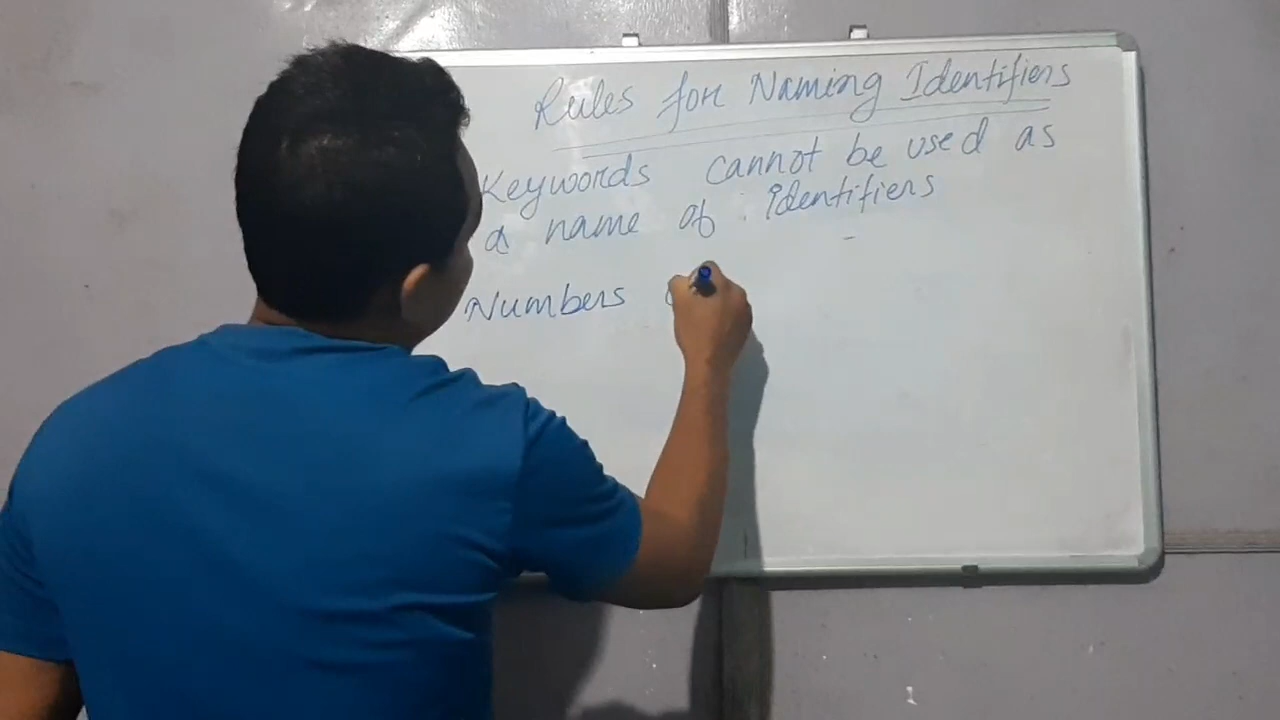 Rules for Naming Identifiers
Keywords cannot be used as
a name of identifiers
Numbers